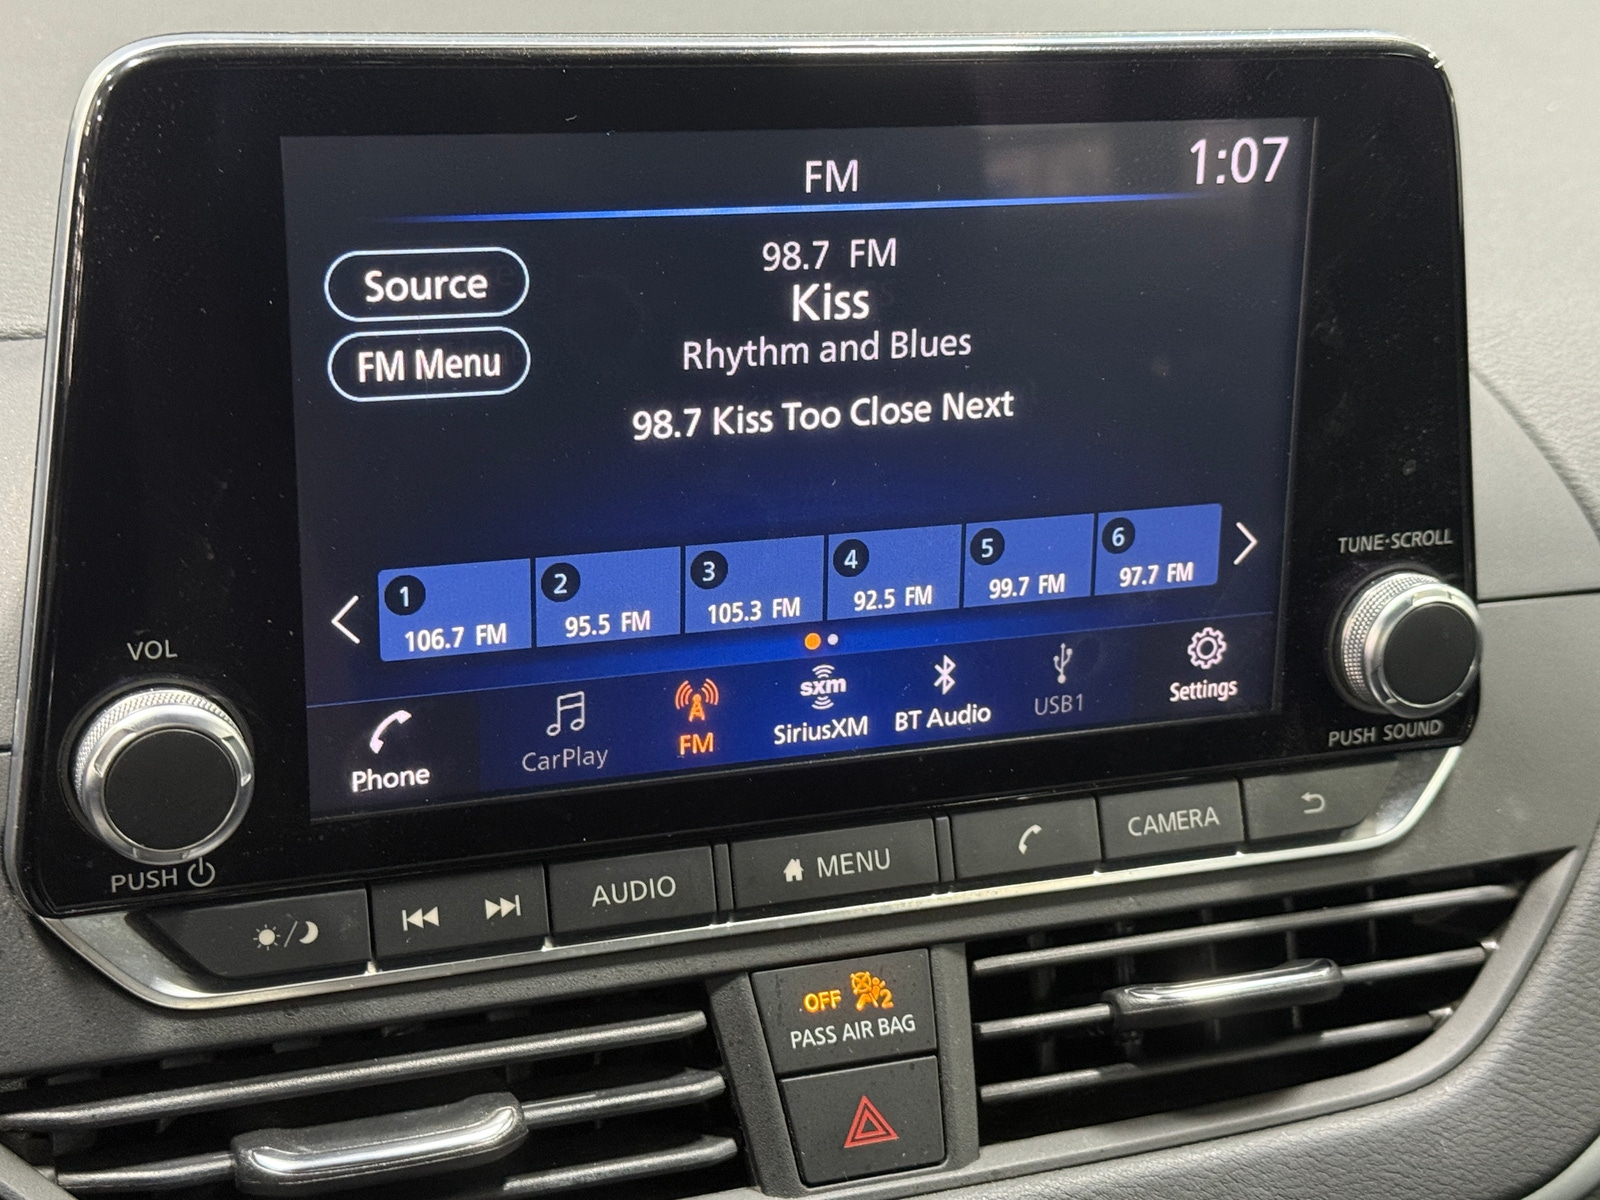 FM
1:07
Source
98.7 FM
Kiss
FM Menu
Rhythm and Blues
98.7 Kiss Too Close Next
1
106.7 FM
2
95.5 FM
3
105.3 FM
4
92.5 FM
5
99.7 FM
6
97.7 FM
Phone
CarPlay
FM
sxm
SiriusXM
BT Audio
USB1
Settings
VOL
PUSH
TUNE·SCROLL
PUSH SOUND
AUDIO
MENU
CAMERA
OFF
2
PASS AIR BAG